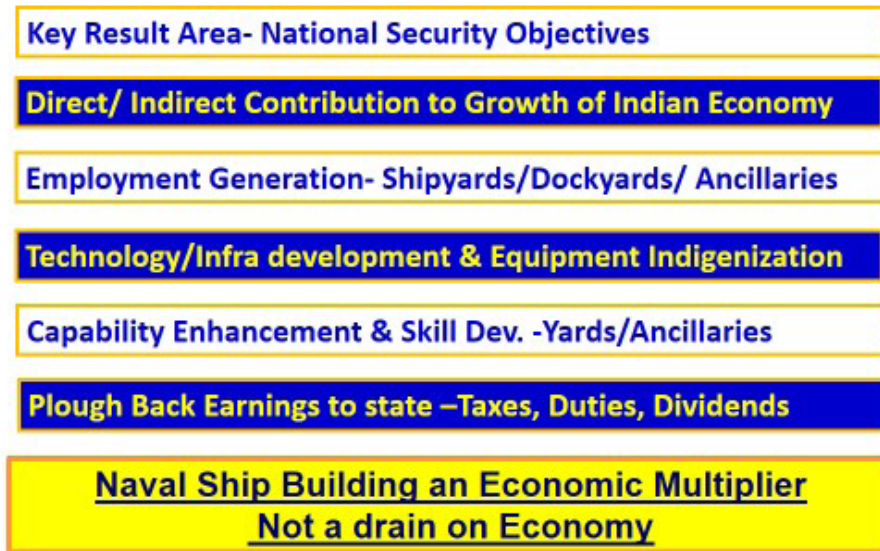 Key Result Area- National Security Objectives
Direct/ Indirect Contribution to Growth of Indian Economy
Employment Generation- Shipyards/Dockyards/ Ancillaries
Technology/Infra development & Equipment Indigenization
Capability Enhancement & Skill Dev. -Yards/Ancillaries
Plough Back Earnings to state –Taxes, Duties, Dividends
Naval Ship Building an Economic Multiplier
Not a drain on Economy